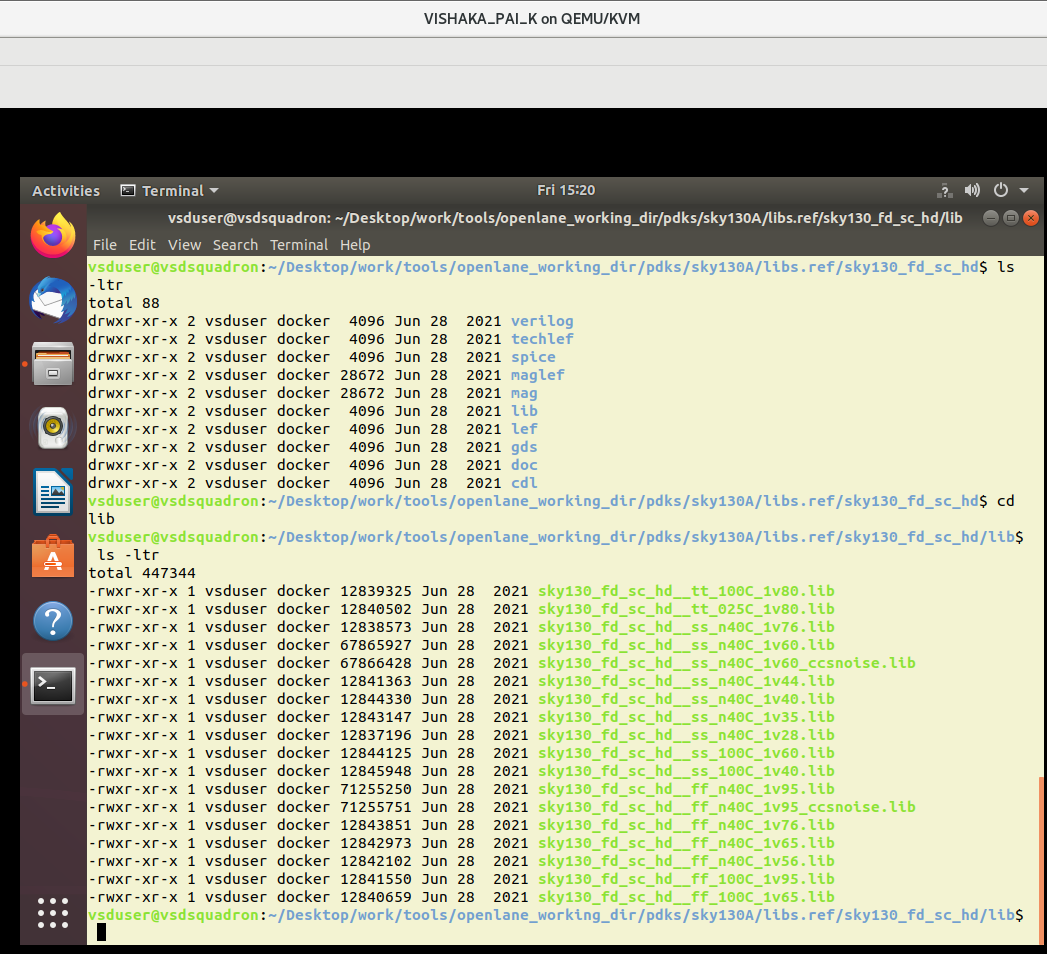 VISHAKA_PAI_K on QEMU/KVM
Activities Terminal Fri 15:20
vsduser@vsdsquadron: ~/Desktop/work/tools/openlane_working_dir/pdks/sky130A/libs.ref/sky130_fd_sc_hd/lib
File Edit View Search Terminal Help
vsduser@vsdsquadron:~/Desktop/work/tools/openlane_working_dir/pdks/sky130A/libs.ref/sky130_fd_sc_hd$ ls
-ltr
total 88
drwxr-xr-x 2 vsduser docker  4096 Jun 28  2021 verilog
drwxr-xr-x 2 vsduser docker  4096 Jun 28  2021 techlef
drwxr-xr-x 2 vsduser docker  4096 Jun 28  2021 spice
drwxr-xr-x 2 vsduser docker 28672 Jun 28  2021 maglef
drwxr-xr-x 2 vsduser docker 28672 Jun 28  2021 mag
drwxr-xr-x 2 vsduser docker  4096 Jun 28  2021 lib
drwxr-xr-x 2 vsduser docker  4096 Jun 28  2021 lef
drwxr-xr-x 2 vsduser docker  4096 Jun 28  2021 gds
drwxr-xr-x 2 vsduser docker  4096 Jun 28  2021 doc
drwxr-xr-x 2 vsduser docker  4096 Jun 28  2021 cdl
vsduser@vsdsquadron:~/Desktop/work/tools/openlane_working_dir/pdks/sky130A/libs.ref/sky130_fd_sc_hd$ cd
lib
vsduser@vsdsquadron:~/Desktop/work/tools/openlane_working_dir/pdks/sky130A/libs.ref/sky130_fd_sc_hd/lib$
 ls -ltr
total 447344
-rwxr-xr-x 1 vsduser docker 12839325 Jun 28  2021 sky130_fd_sc_hd__tt_100C_1v80.lib
-rwxr-xr-x 1 vsduser docker 12840502 Jun 28  2021 sky130_fd_sc_hd__tt_025C_1v80.lib
-rwxr-xr-x 1 vsduser docker 12838573 Jun 28  2021 sky130_fd_sc_hd__ss_n40C_1v76.lib
-rwxr-xr-x 1 vsduser docker 67865927 Jun 28  2021 sky130_fd_sc_hd__ss_n40C_1v60.lib
-rwxr-xr-x 1 vsduser docker 67866428 Jun 28  2021 sky130_fd_sc_hd__ss_n40C_1v60_ccsnoise.lib
-rwxr-xr-x 1 vsduser docker 12841363 Jun 28  2021 sky130_fd_sc_hd__ss_n40C_1v44.lib
-rwxr-xr-x 1 vsduser docker 12844330 Jun 28  2021 sky130_fd_sc_hd__ss_n40C_1v40.lib
-rwxr-xr-x 1 vsduser docker 12843147 Jun 28  2021 sky130_fd_sc_hd__ss_n40C_1v35.lib
-rwxr-xr-x 1 vsduser docker 12837196 Jun 28  2021 sky130_fd_sc_hd__ss_n40C_1v28.lib
-rwxr-xr-x 1 vsduser docker 12844125 Jun 28  2021 sky130_fd_sc_hd__ss_100C_1v60.lib
-rwxr-xr-x 1 vsduser docker 12845948 Jun 28  2021 sky130_fd_sc_hd__ss_100C_1v40.lib
-rwxr-xr-x 1 vsduser docker 71255250 Jun 28  2021 sky130_fd_sc_hd__ff_n40C_1v95.lib
-rwxr-xr-x 1 vsduser docker 71255751 Jun 28  2021 sky130_fd_sc_hd__ff_n40C_1v95_ccsnoise.lib
-rwxr-xr-x 1 vsduser docker 12843851 Jun 28  2021 sky130_fd_sc_hd__ff_n40C_1v76.lib
-rwxr-xr-x 1 vsduser docker 12842973 Jun 28  2021 sky130_fd_sc_hd__ff_n40C_1v65.lib
-rwxr-xr-x 1 vsduser docker 12842102 Jun 28  2021 sky130_fd_sc_hd__ff_n40C_1v56.lib
-rwxr-xr-x 1 vsduser docker 12841550 Jun 28  2021 sky130_fd_sc_hd__ff_100C_1v95.lib
-rwxr-xr-x 1 vsduser docker 12840659 Jun 28  2021 sky130_fd_sc_hd__ff_100C_1v65.lib
vsduser@vsdsquadron:~/Desktop/work/tools/openlane_working_dir/pdks/sky130A/libs.ref/sky130_fd_sc_hd/lib$